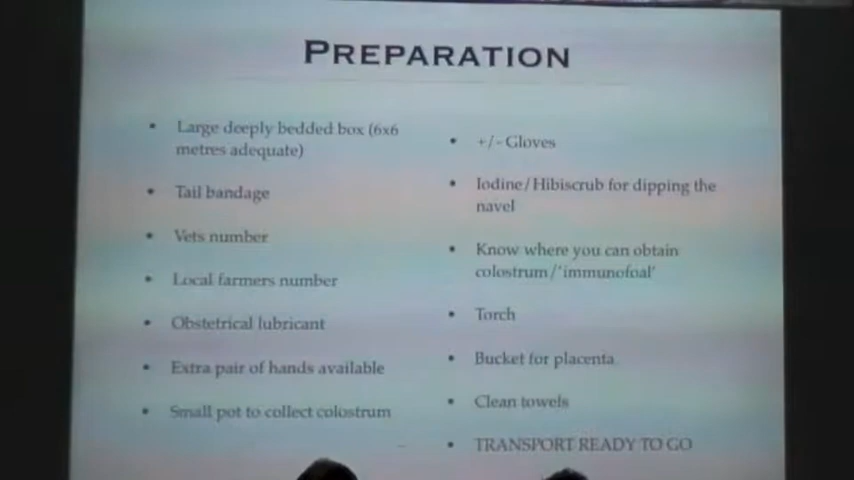 PREPARATION
• Large deeply bedded box (6x6
metres adequate)
• Tail bandage
• Vets number
• Local farmers number
• Obstetrical lubricant
• Extra pair of hands available
• Small pot to collect colostrum
• +/- Gloves
• Iodine/Hibiscrub for dipping the
navel
• Know where you can obtain
colostrum/'immunofoal'
• Torch
• Bucket for placenta
• Clean towels
• TRANSPORT READY TO GO